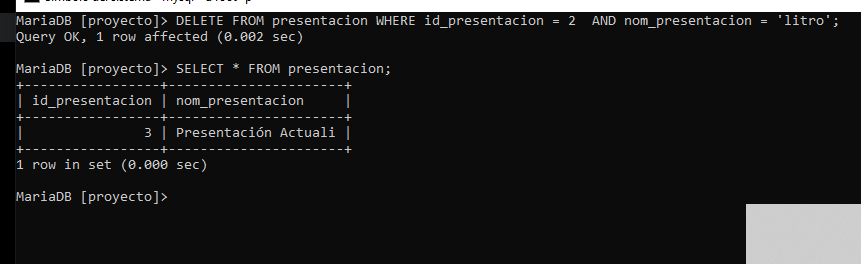 MariaDB [proyecto]> DELETE FROM presentacion WHERE id_presentacion = 2  AND nom_presentacion = 'litro';
Query OK, 1 row affected (0.002 sec)
MariaDB [proyecto]> SELECT * FROM presentacion;
+-----------------+----------------------+
| id_presentacion | nom_presentacion     |
+-----------------+----------------------+
|               3 | Presentación Actuali |
+-----------------+----------------------+
1 row in set (0.000 sec)
MariaDB [proyecto]>